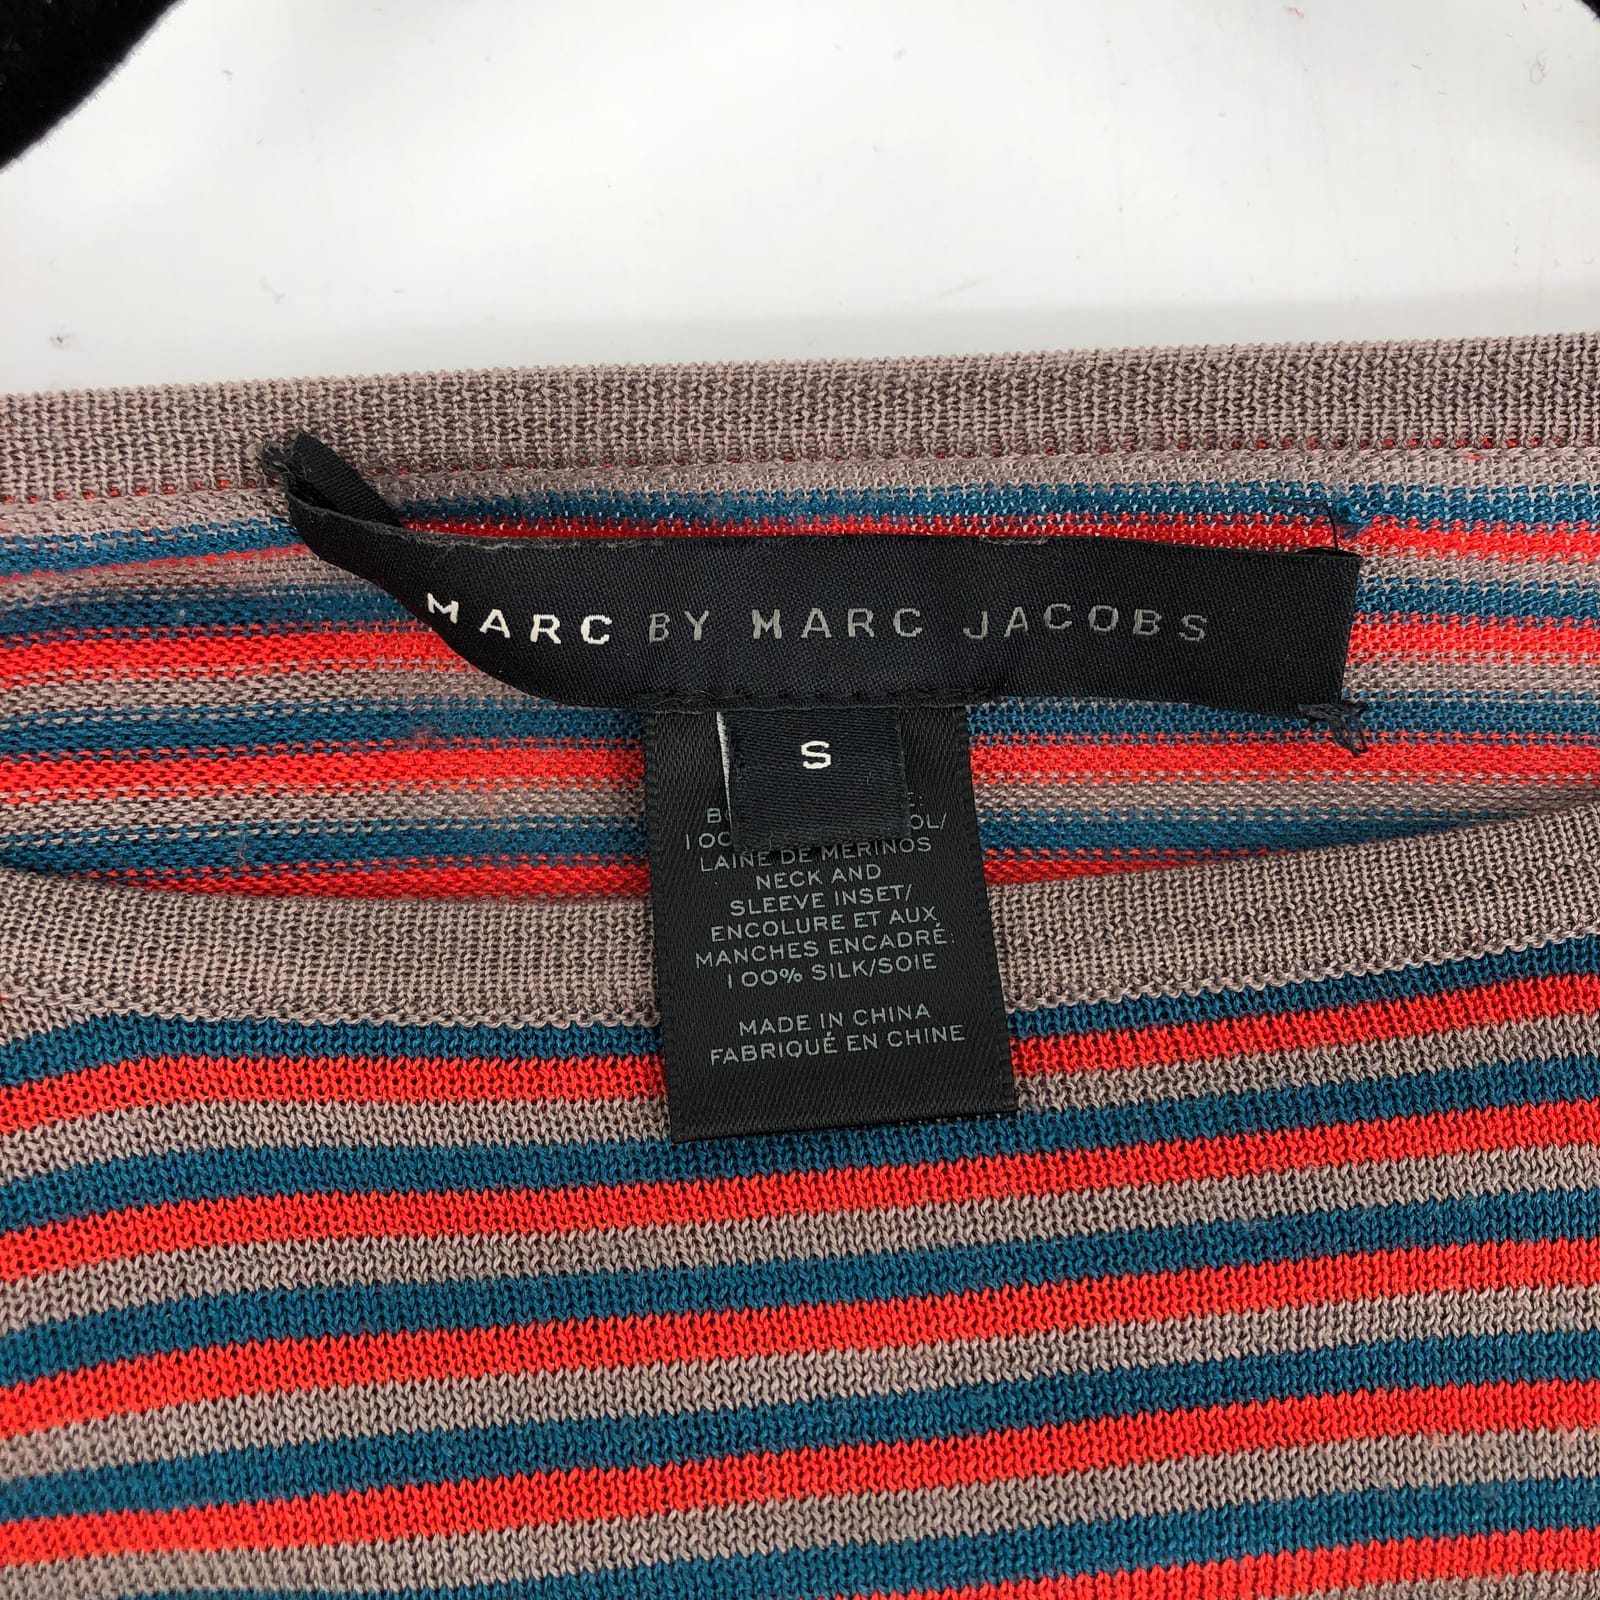 MARC BY MARC JACOBS
S
LAINE DE MERINOS
NECK AND
SLEEVE INSET/
ENCOLURE ET AUX
MANCHES ENCADRÉ:
100% SILK/SOIE
MADE IN CHINA
FABRIQUÉ EN CHINE